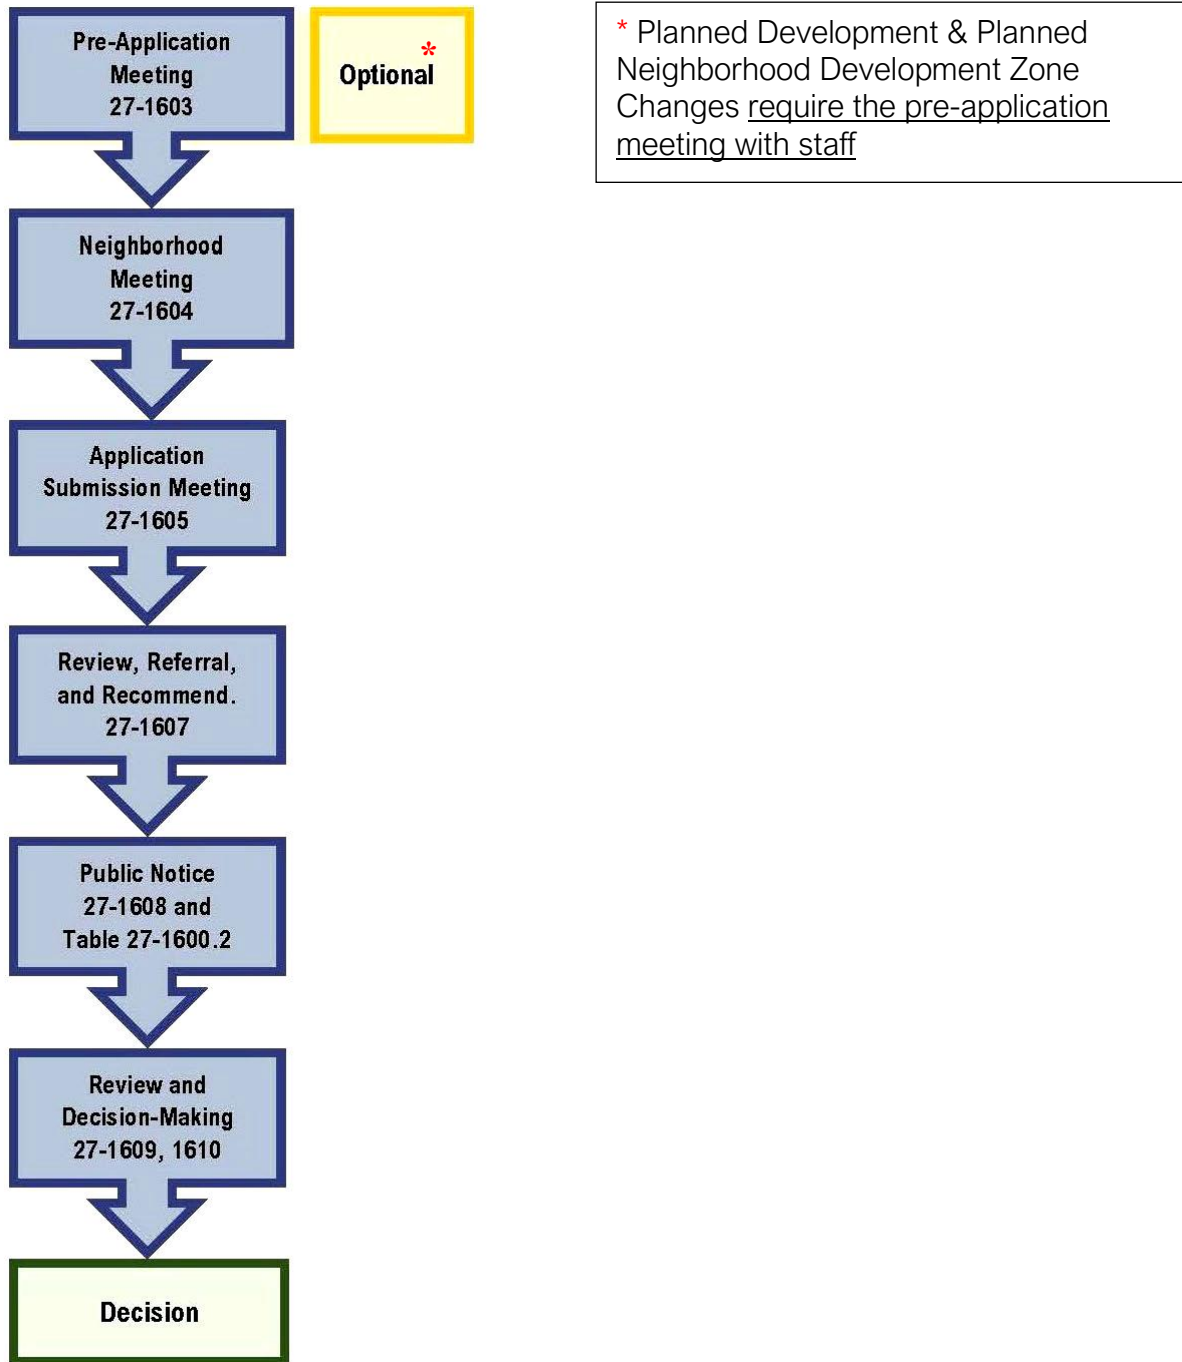 Pre-Application
Meeting
27-1603
Optional *
* Planned Development & Planned
Neighborhood Development Zone
Changes require the pre-application
meeting with staff
Neighborhood
Meeting
27-1604
Application
Submission Meeting
27-1605
Review, Referral,
and Recommend.
27-1607
Public Notice
27-1608 and
Table 27-1600.2
Review and
Decision-Making
27-1609, 1610
Decision